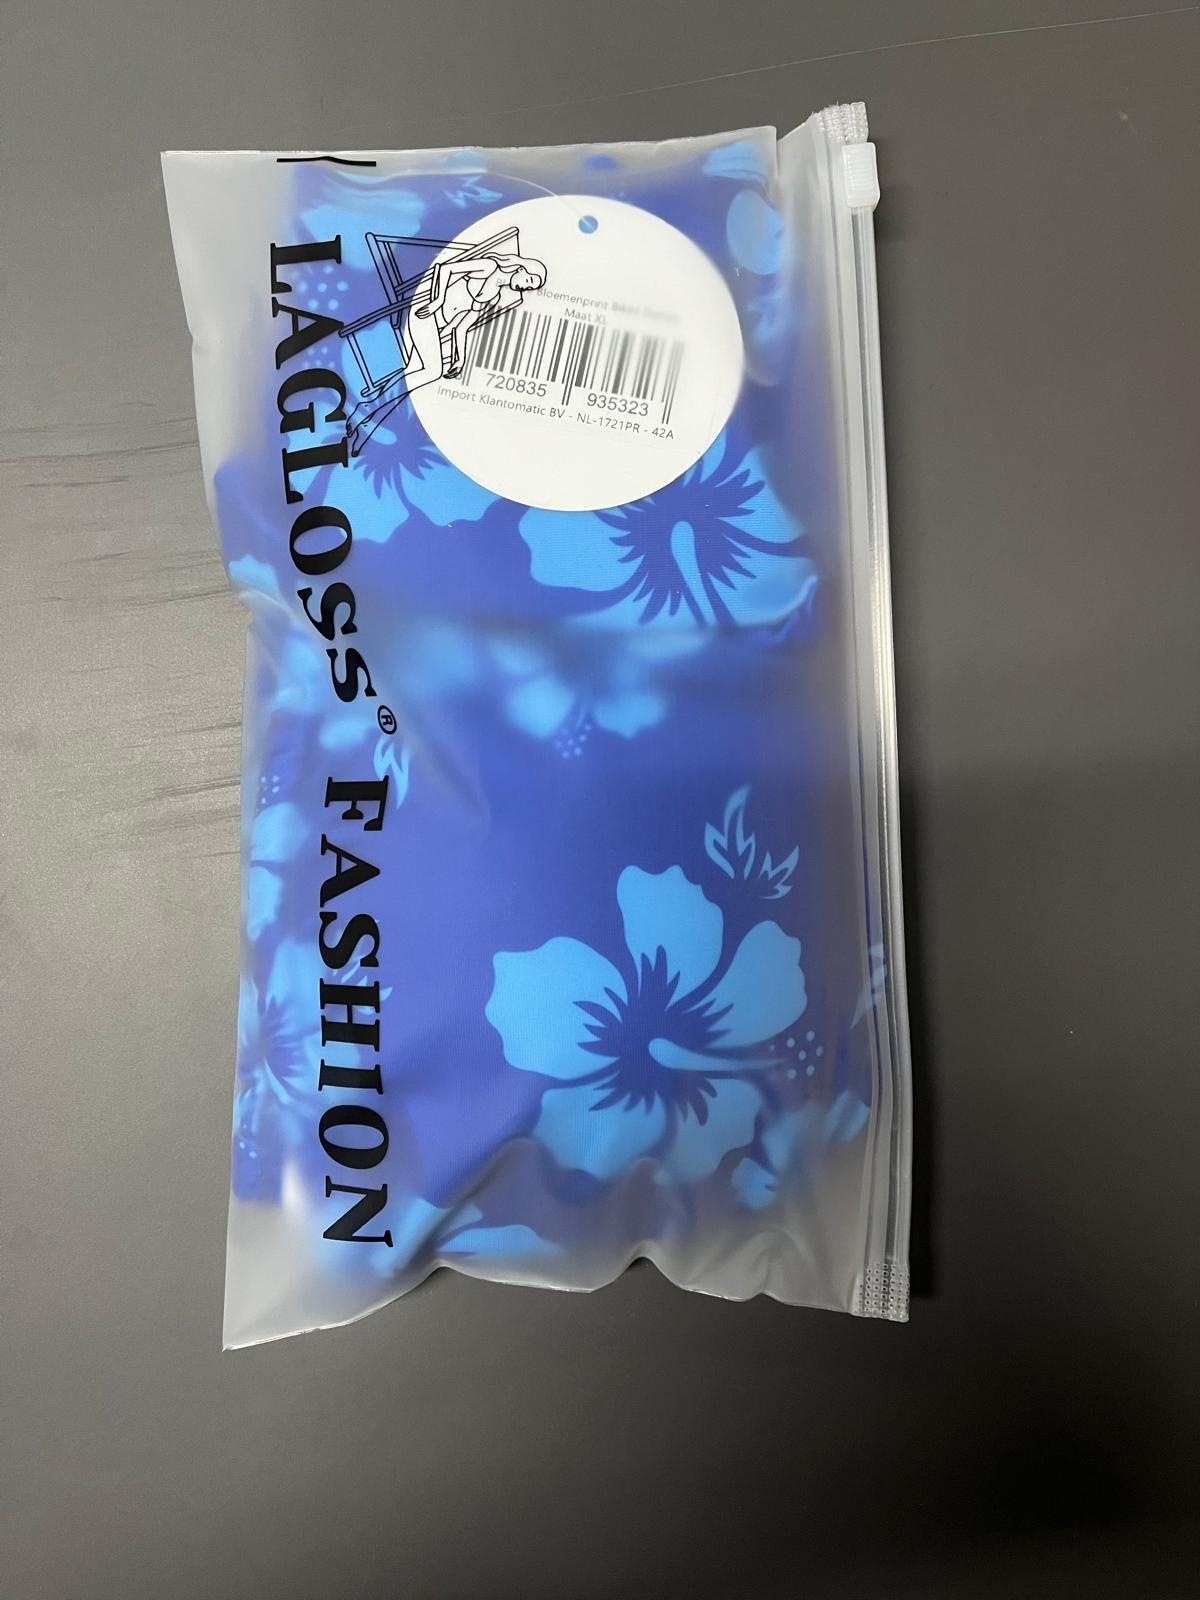 LAGLOSS® FASHION
Bloemenprint Bikini
Maat XL
720835 935323
Import Klantomatic BV - NL-1721PR - 42A